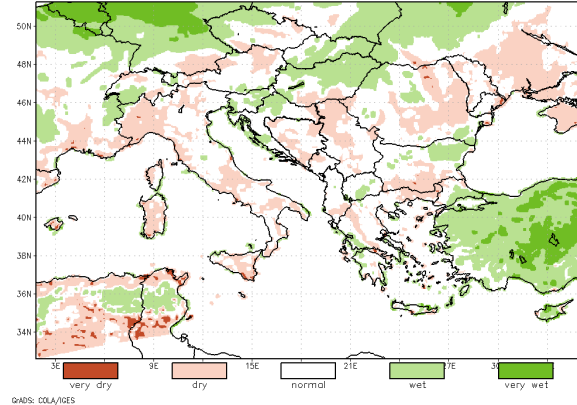 50N
48N
46N
44N
42N
40N
38N
36N
34N
3E 9E 15E 21E 27E 3
very dry dry normal wet very wet
GrADS: COLA/IGES